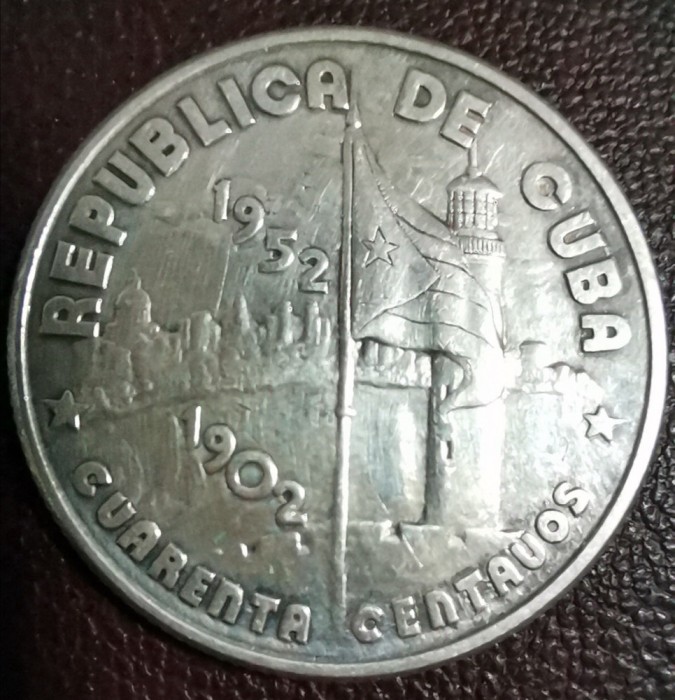 REPUBLICA DE CUBA
1952
1902
CUARENTA CENTAVOS